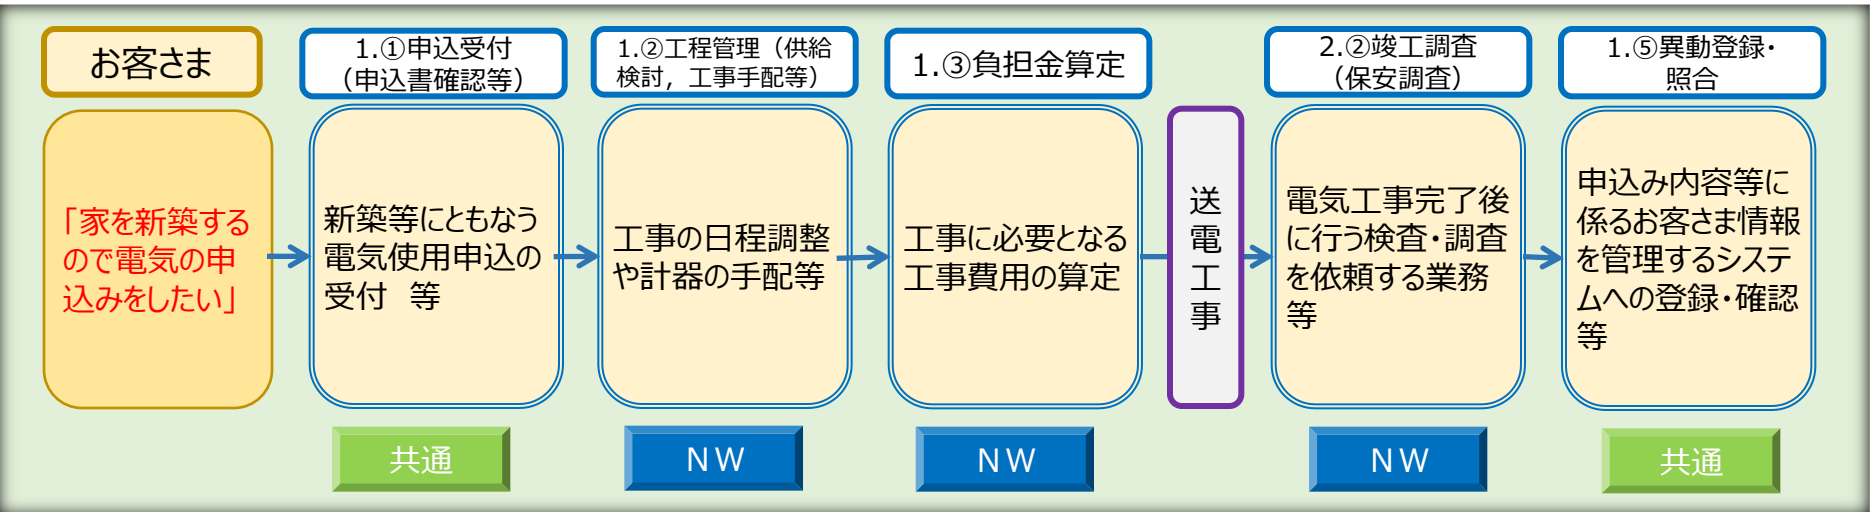 お客さま
1.①申込受付
（申込書確認等）
1.②工程管理（供給
検討，工事手配等）
1.③負担金算定
2.②竣工調査
（保安調査）
1.⑤異動登録・
照合
「家を新築する
ので電気の申
込みをしたい」
新築等にともなう
電気使用申込の
受付　等
工事の日程調整
や計器の手配等
工事に必要となる
工事費用の算定
送電工事
電気工事完了後
に行う検査・調査
を依頼する業務
等
申込み内容等に
係るお客さま情報
を管理するシステ
ムへの登録・確認
等
共通
ＮＷ
ＮＷ
ＮＷ
共通